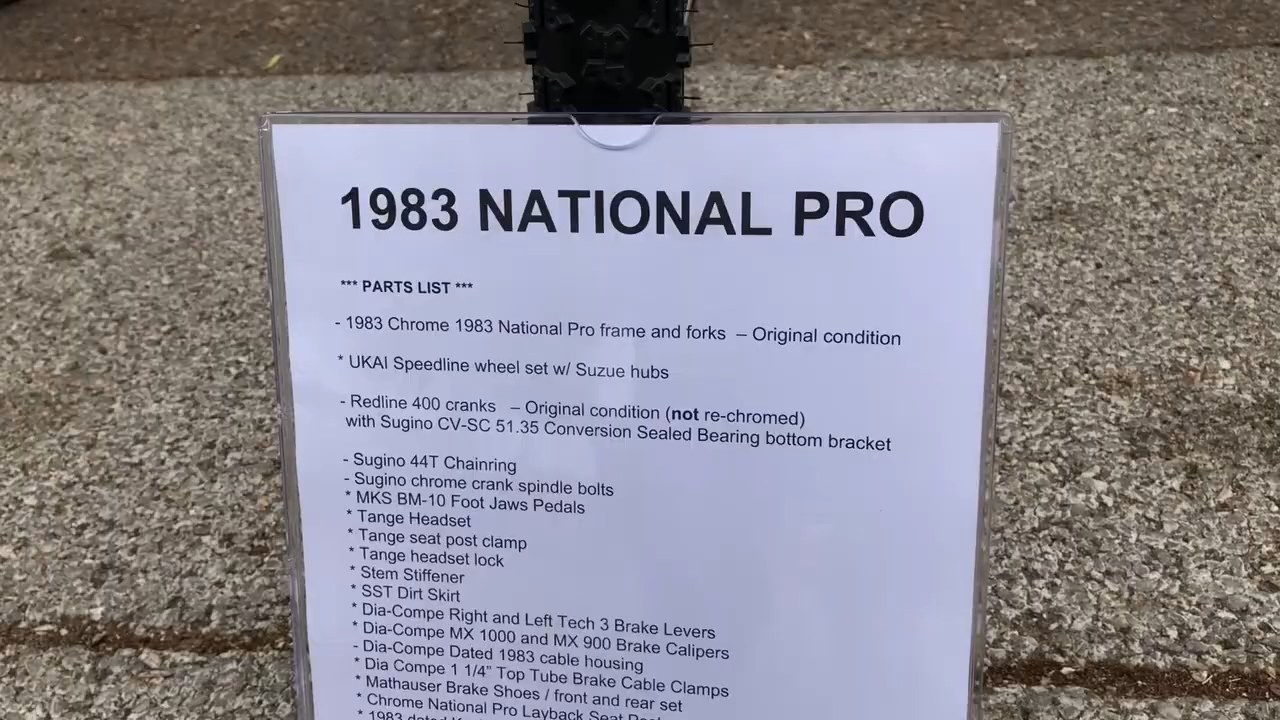 1983 NATIONAL PRO
*** PARTS LIST ***
- 1983 Chrome 1983 National Pro frame and forks – Original condition
* UKAI Speedline wheel set w/ Suzue hubs
- Redline 400 cranks – Original condition (not re-chromed)
with Sugino CV-SC 51.35 Conversion Sealed Bearing bottom bracket
- Sugino 44T Chainring
- Sugino chrome crank spindle bolts
* MKS BM-10 Foot Jaws Pedals
* Tange Headset
* Tange seat post clamp
* Tange headset lock
* Stem Stiffener
* SST Dirt Skirt
* Dia-Compe Right and Left Tech 3 Brake Levers
* Dia-Compe MX 1000 and MX 900 Brake Calipers
- Dia-Compe Dated 1983 cable housing
* Dia Compe 1 1/4" Top Tube Brake Cable Clamps
* Mathauser Brake Shoes / front and rear set
* Chrome National Pro Layback Seat
* 1983 dated